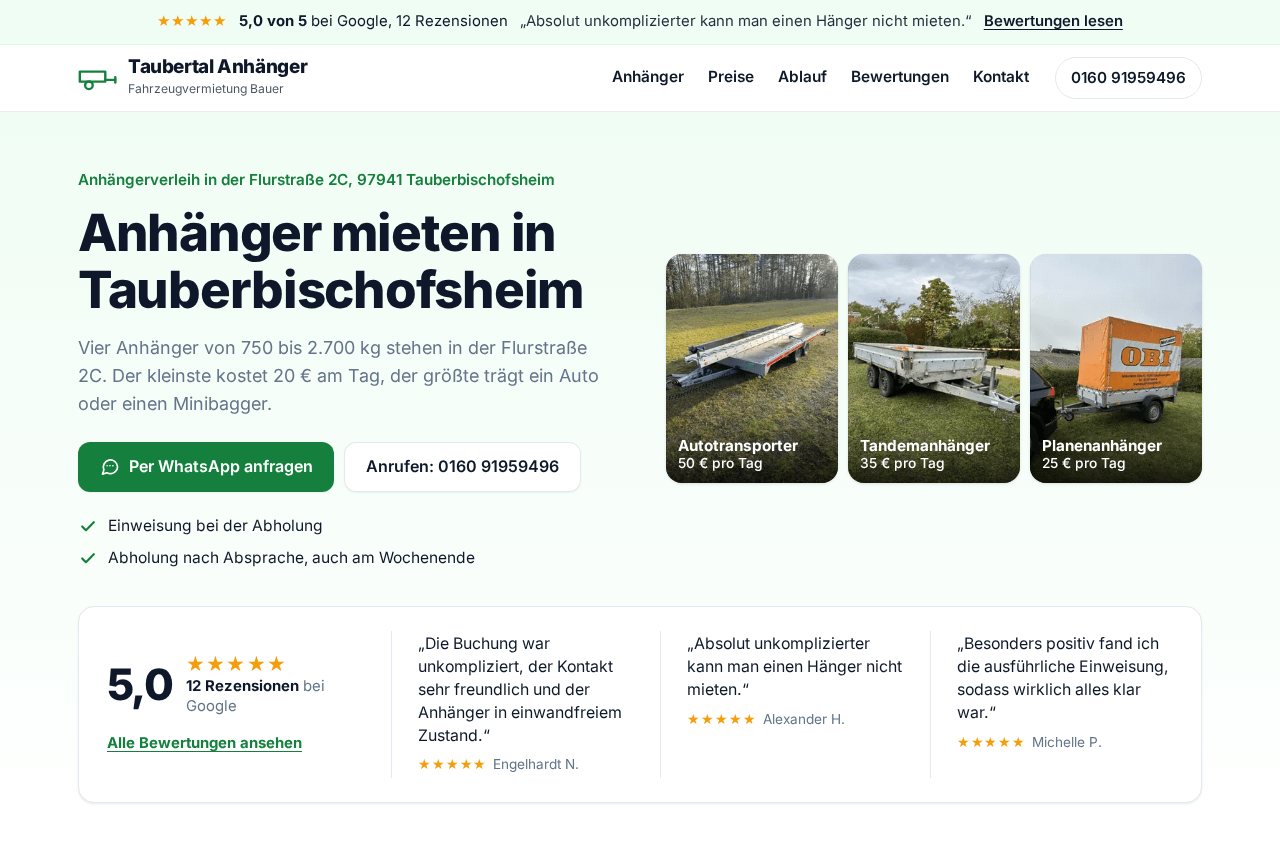 ★★★★★ 5,0 von 5 bei Google, 12 Rezensionen „Absolut unkomplizierter kann man einen Hänger nicht mieten.“ Bewertungen lesen
Taubertal Anhänger
Fahrzeugvermietung Bauer
Anhänger Preise Ablauf Bewertungen Kontakt 0160 91959496
Anhängerverleih in der Flurstraße 2C, 97941 Tauberbischofsheim
Anhänger mieten in
Tauberbischofsheim
Vier Anhänger von 750 bis 2.700 kg stehen in der Flurstraße
2C. Der kleinste kostet 20 € am Tag, der größte trägt ein Auto
oder einen Minibagger.
Per WhatsApp anfragen
Anrufen: 0160 91959496
Einweisung bei der Abholung
Abholung nach Absprache, auch am Wochenende
Autotransporter
50 € pro Tag
Tandemanhänger
35 € pro Tag
OBI
Planenanhänger
25 € pro Tag
5,0
★★★★★
12 Rezensionen bei
Google
Alle Bewertungen ansehen
„Die Buchung war
unkompliziert, der Kontakt
sehr freundlich und der
Anhänger in einwandfreiem
Zustand.“
★★★★★ Engelhardt N.
„Absolut unkomplizierter
kann man einen Hänger nicht
mieten.“
★★★★★ Alexander H.
„Besonders positiv fand ich
die ausführliche Einweisung,
sodass wirklich alles klar
war.“
★★★★★ Michelle P.